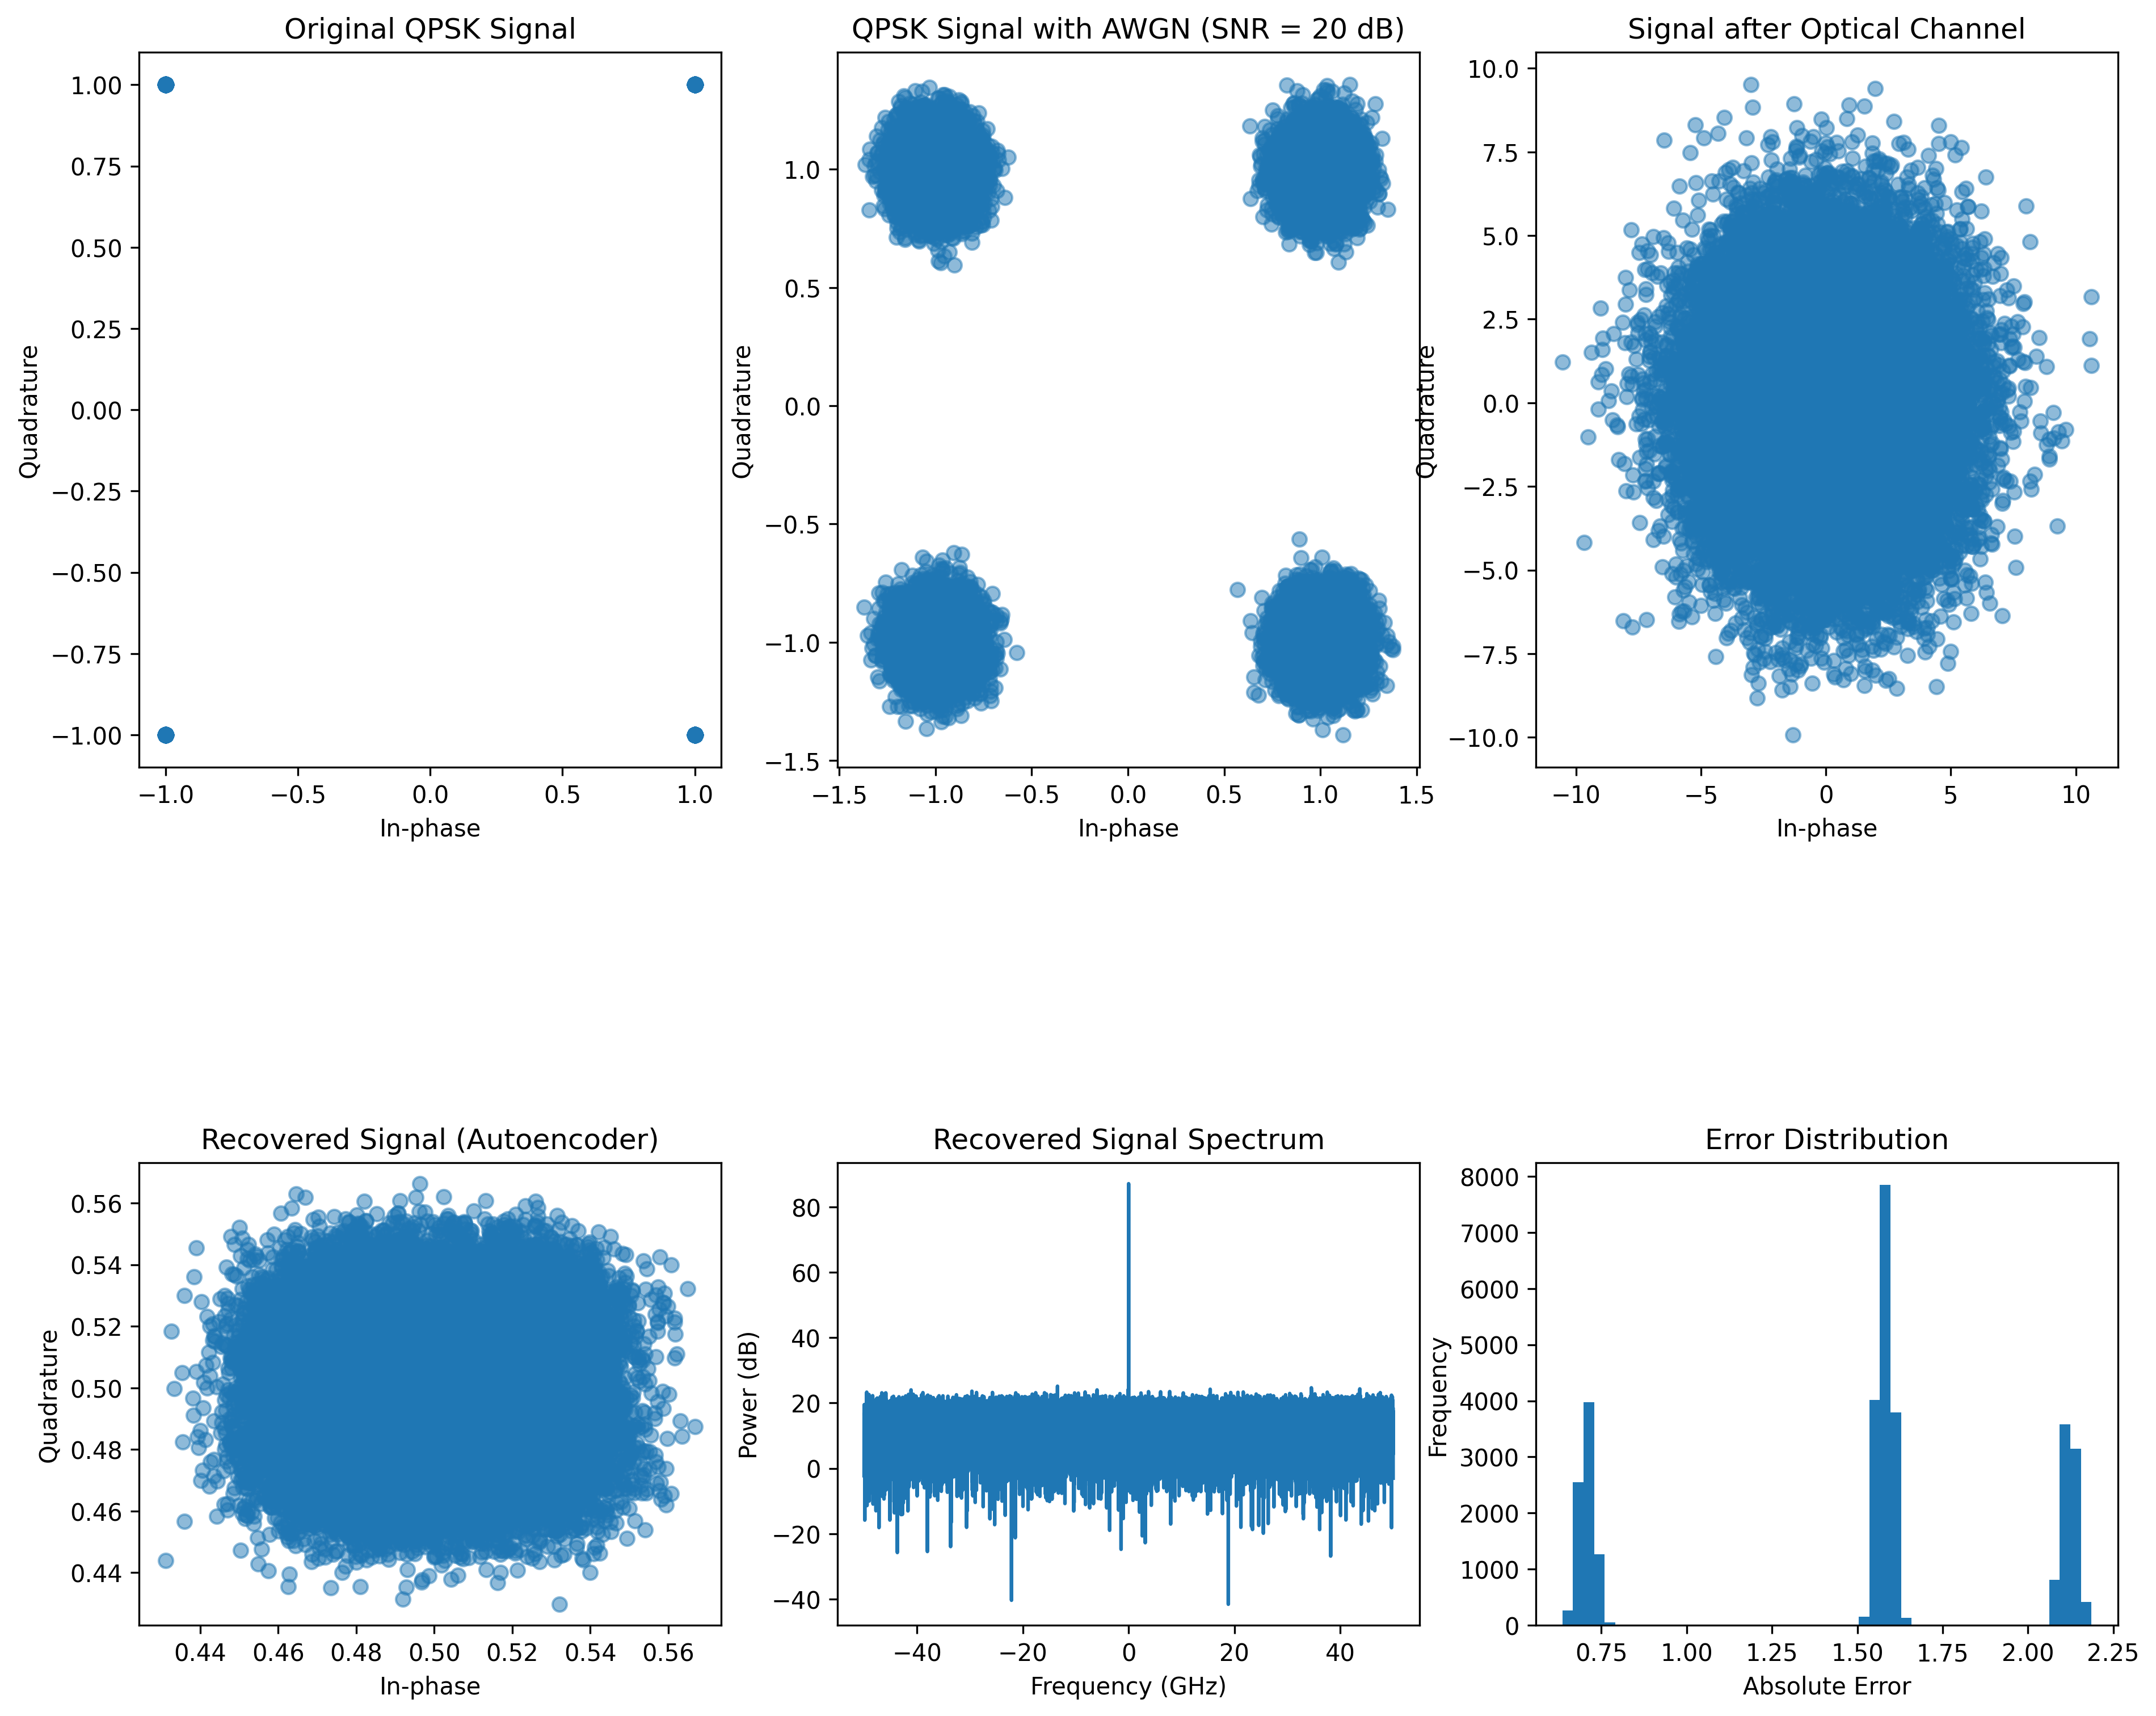 Original QPSK Signal
1.00
0.75
0.50
0.25
0.00
−0.25
−0.50
−0.75
−1.00
Quadrature
−1.0 −0.5 0.0 0.5 1.0
In-phase
QPSK Signal with AWGN (SNR = 20 dB)
1.0
0.5
0.0
−0.5
−1.0
−1.5
Quadrature
−1.5 −1.0 −0.5 0.0 0.5 1.0 1.5
In-phase
Signal after Optical Channel
10.0
7.5
5.0
2.5
0.0
−2.5
−5.0
−7.5
−10.0
Quadrature
−10 −5 0 5 10
In-phase
Recovered Signal (Autoencoder)
0.56
0.54
0.52
0.50
0.48
0.46
0.44
Quadrature
0.44 0.46 0.48 0.50 0.52 0.54 0.56
In-phase
Recovered Signal Spectrum
80
60
40
20
0
−20
−40
Power (dB)
−40 −20 0 20 40
Frequency (GHz)
Error Distribution
8000
7000
6000
5000
4000
3000
2000
1000
0
Frequency
0.75 1.00 1.25 1.50 1.75 2.00 2.25
Absolute Error